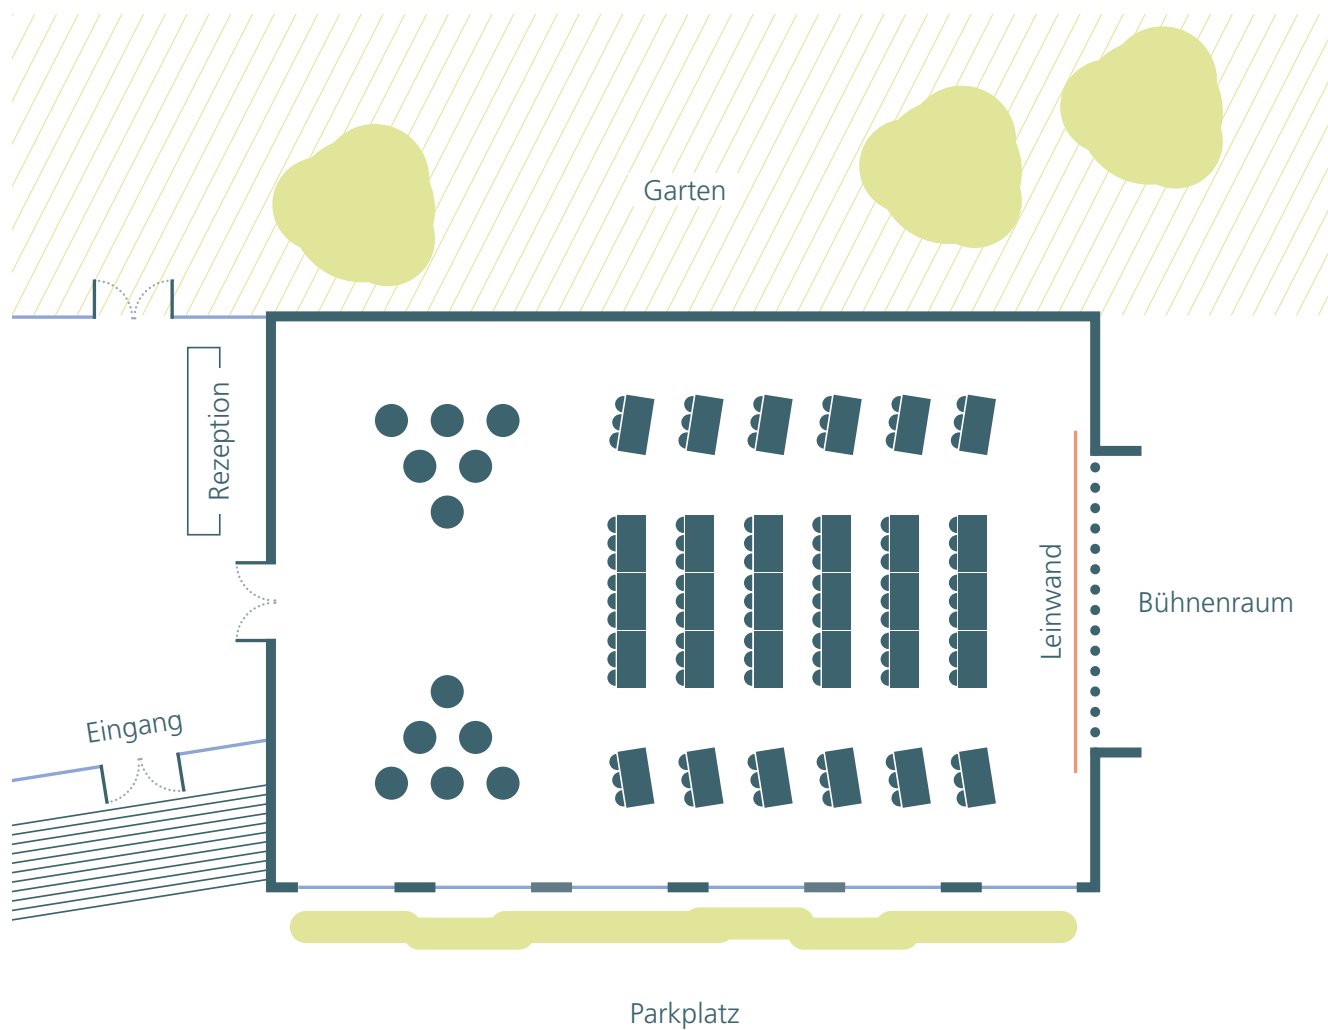 Garten
Rezeption
Leinwand
Bühnenraum
Eingang
Parkplatz